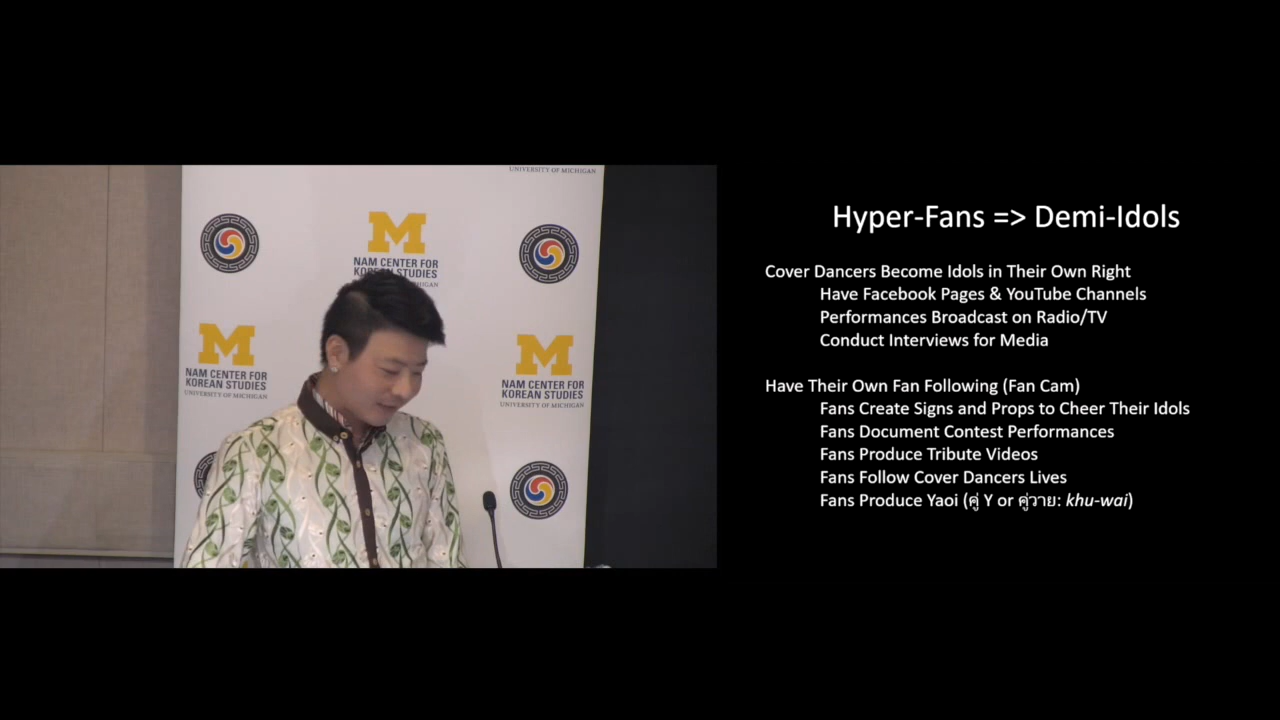 UNIVERSITY OF MICHIGAN
M
NAM CENTER FOR
KOREAN STUDIES
M
NAM CENTER FOR
KOREAN STUDIES
UNIVERSITY OF MICHIGAN
M
NAM CENTER FOR
KOREAN STUDIES
UNIVERSITY OF MICHIGAN
Hyper-Fans => Demi-Idols
Cover Dancers Become Idols in Their Own Right
Have Facebook Pages & YouTube Channels
Performances Broadcast on Radio/TV
Conduct Interviews for Media
Have Their Own Fan Following (Fan Cam)
Fans Create Signs and Props to Cheer Their Idols
Fans Document Contest Performances
Fans Produce Tribute Videos
Fans Follow Cover Dancers Lives
Fans Produce Yaoi (คู่ Y or คู่วาย: khu-wai)